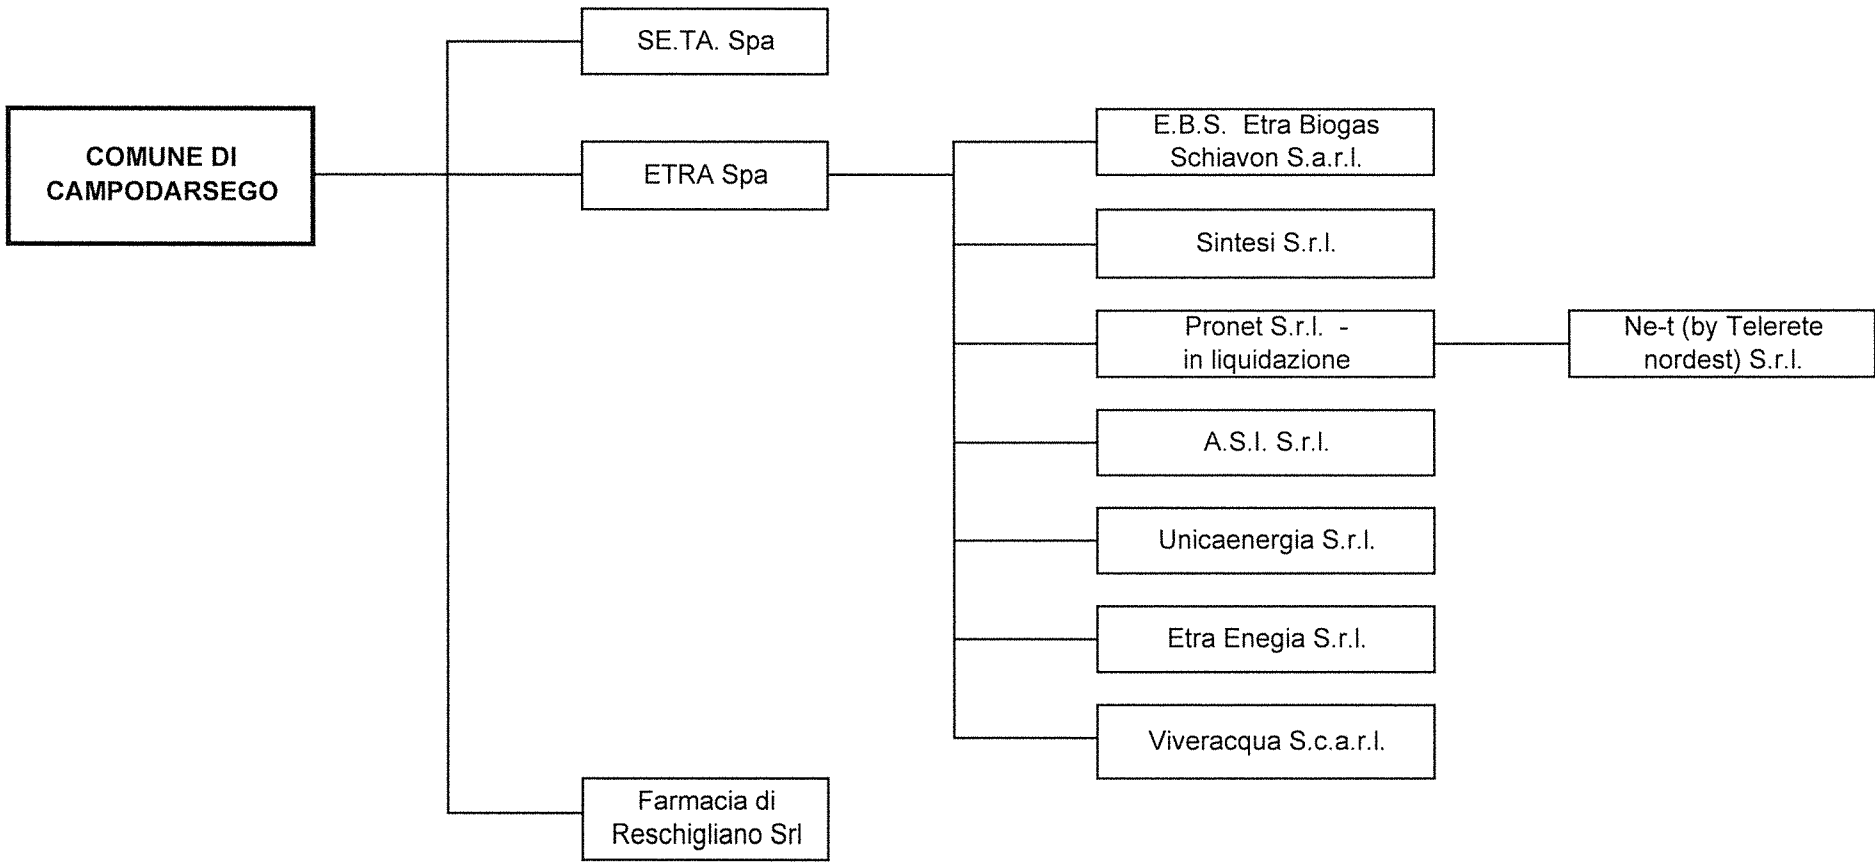 SE.TA. Spa
COMUNE DI
CAMPODARSEGO
ETRA Spa
E.B.S. Etra Biogas
Schiavon S.a.r.l.
Sintesi S.r.l.
Pronet S.r.l. -
in liquidazione
Ne-t (by Telerete
nordest) S.r.l.
A.S.I. S.r.l.
Unicaenergia S.r.l.
Etra Enegia S.r.l.
Viveracqua S.c.a.r.l.
Farmacia di
Reschigliano Srl